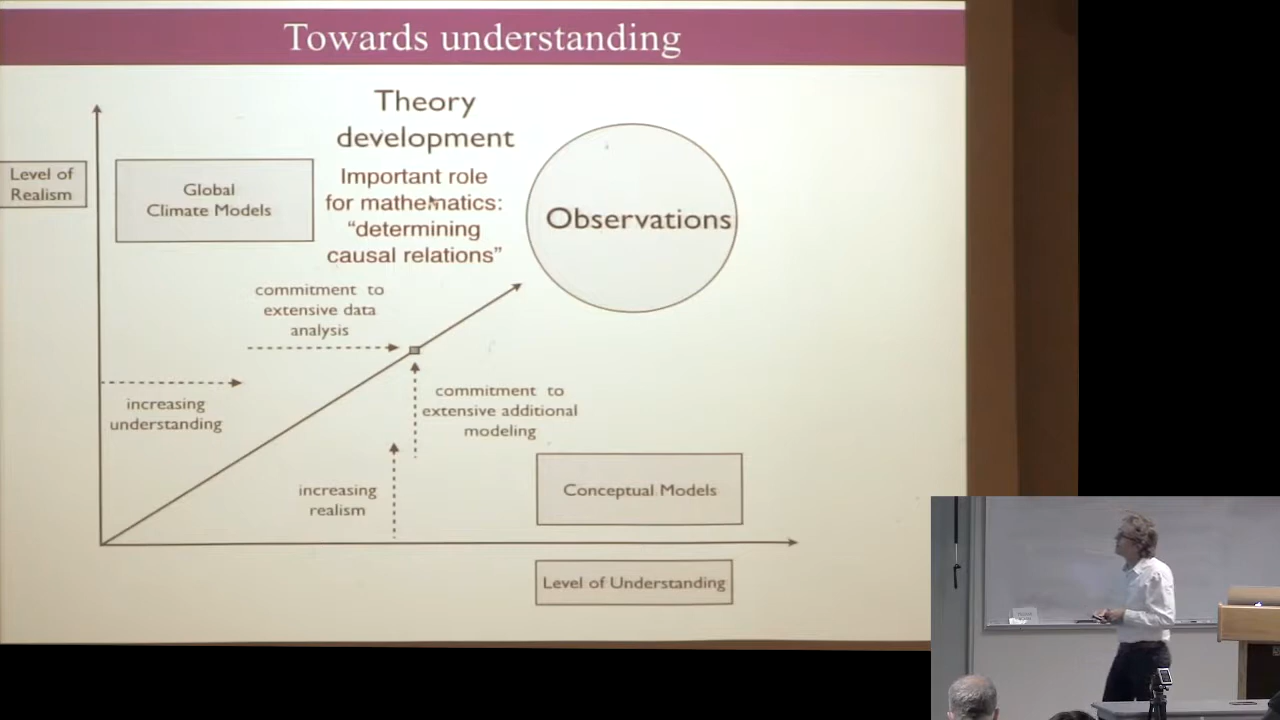 Towards understanding
Theory
development
Important role
for mathematics:
“determining
causal relations”
Level of
Realism
Global
Climate Models
Observations
commitment to
extensive data
analysis
increasing
understanding
commitment to
extensive additional
modeling
increasing
realism
Conceptual Models
Level of Understanding